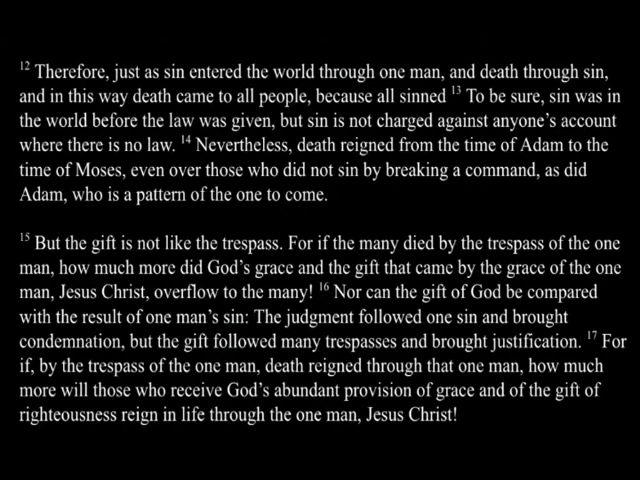 12 Therefore, just as sin entered the world through one man, and death through sin,
and in this way death came to all people, because all sinned 13 To be sure, sin was in
the world before the law was given, but sin is not charged against anyone’s account
where there is no law. 14 Nevertheless, death reigned from the time of Adam to the
time of Moses, even over those who did not sin by breaking a command, as did
Adam, who is a pattern of the one to come.
15 But the gift is not like the trespass. For if the many died by the trespass of the one
man, how much more did God’s grace and the gift that came by the grace of the one
man, Jesus Christ, overflow to the many! 16 Nor can the gift of God be compared
with the result of one man’s sin: The judgment followed one sin and brought
condemnation, but the gift followed many trespasses and brought justification. 17 For
if, by the trespass of the one man, death reigned through that one man, how much
more will those who receive God’s abundant provision of grace and of the gift of
righteousness reign in life through the one man, Jesus Christ!